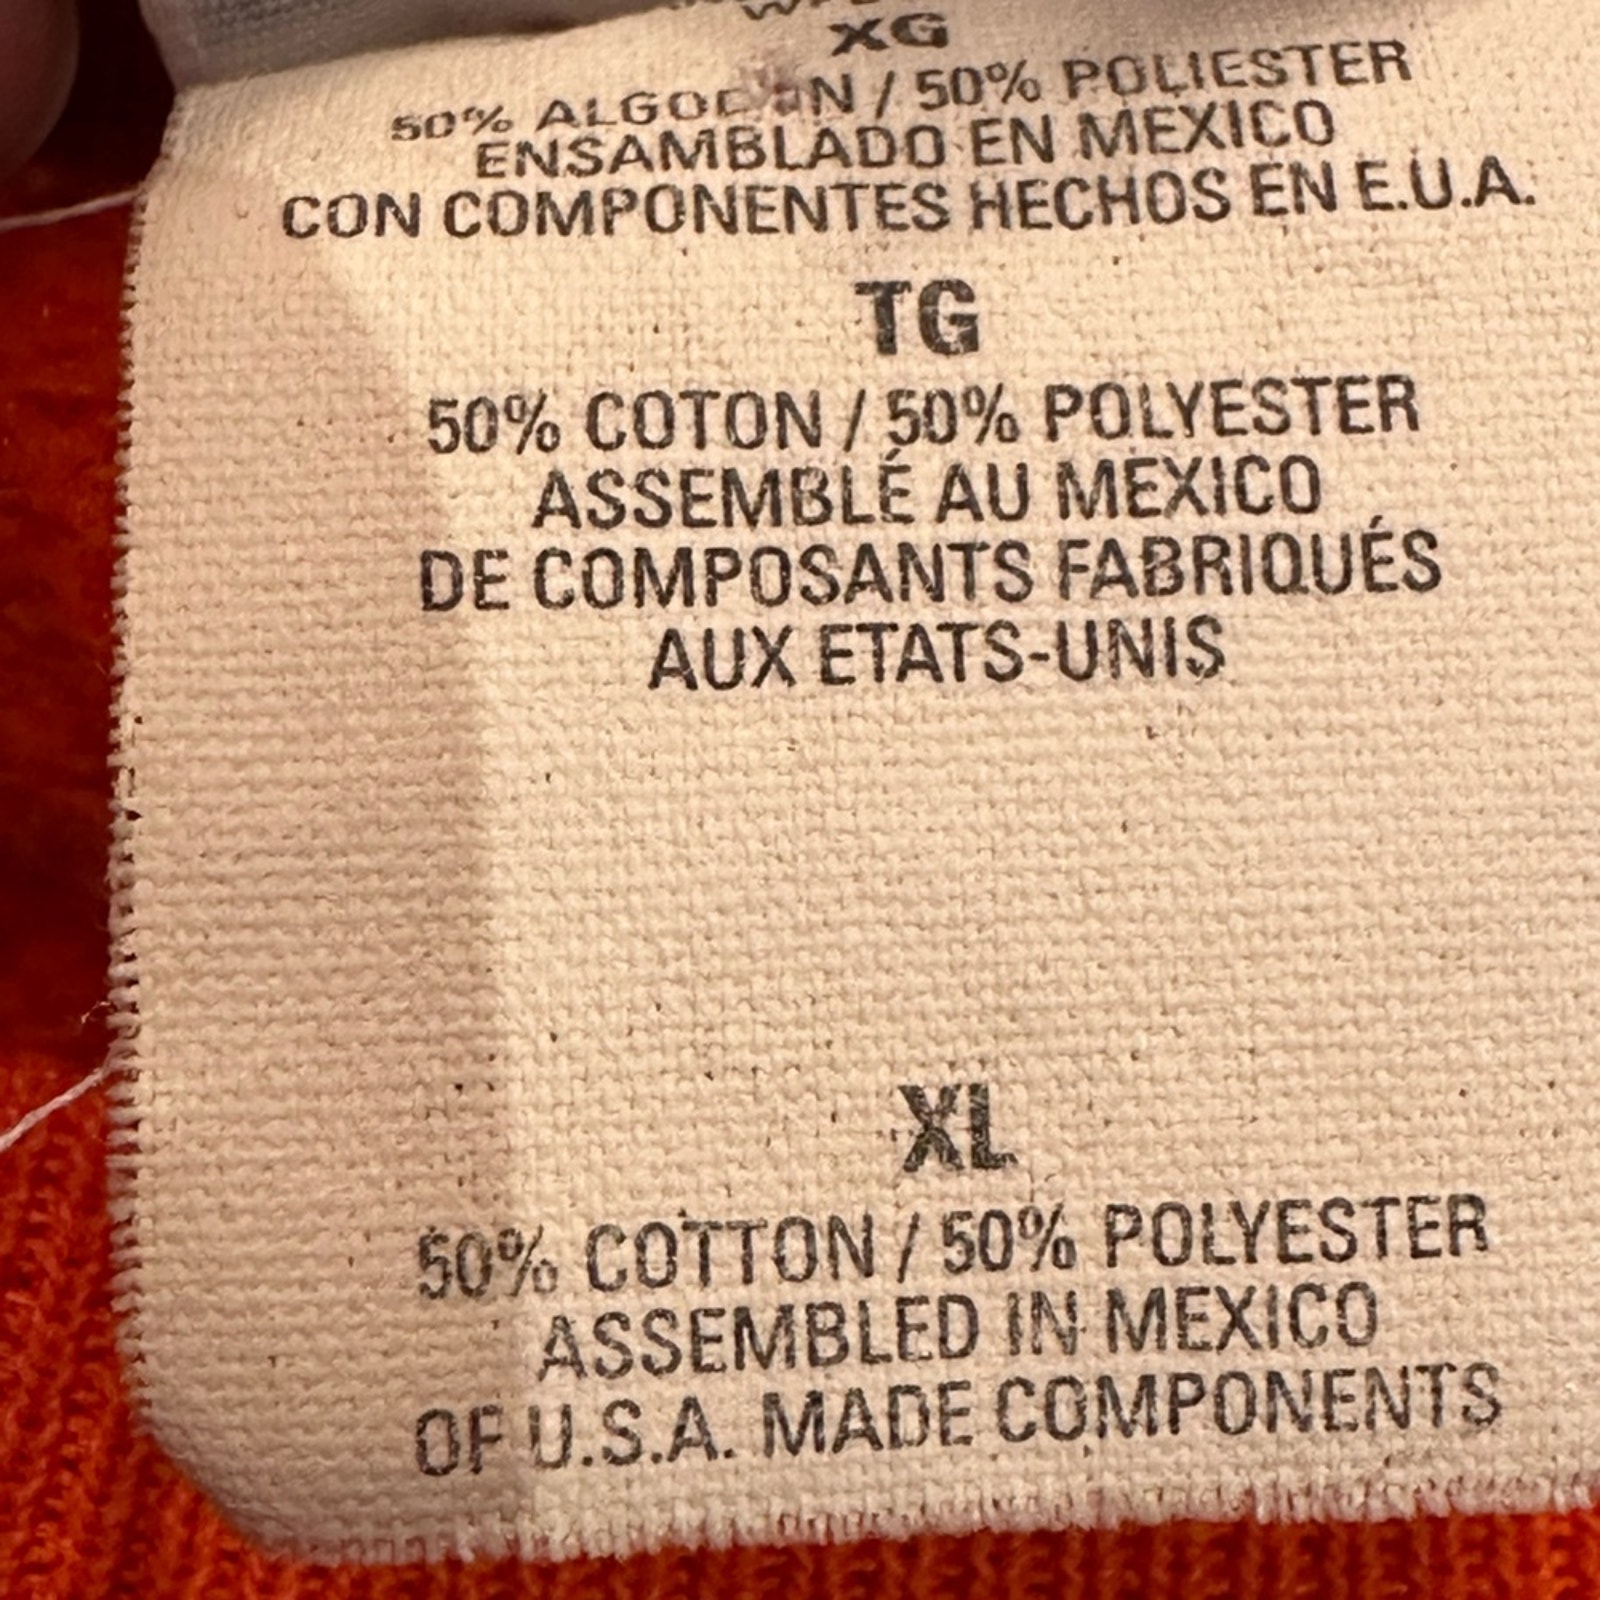 XG
50% ALGODON / 50% POLIESTER
ENSAMBLADO EN MEXICO
CON COMPONENTES HECHOS EN E.U.A.
TG
50% COTON / 50% POLYESTER
ASSEMBLÉ AU MEXICO
DE COMPOSANTS FABRIQUÉS
AUX ETATS-UNIS
XL
50% COTTON / 50% POLYESTER
ASSEMBLED IN MEXICO
OF U.S.A. MADE COMPONENTS